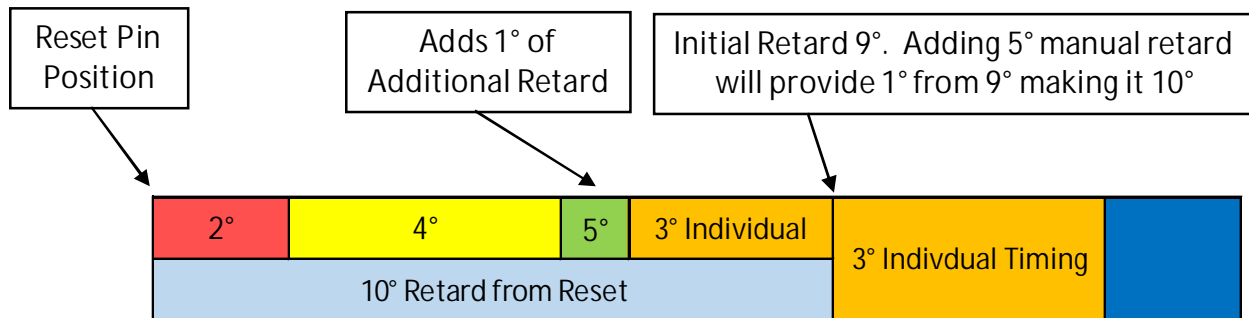 Reset Pin
Position
Adds 1° of
Additional Retard
Initial Retard 9°. Adding 5° manual retard
will provide 1° from 9° making it 10°
2°
4°
5°
3° Individual
3° Indivdual Timing
10° Retard from Reset